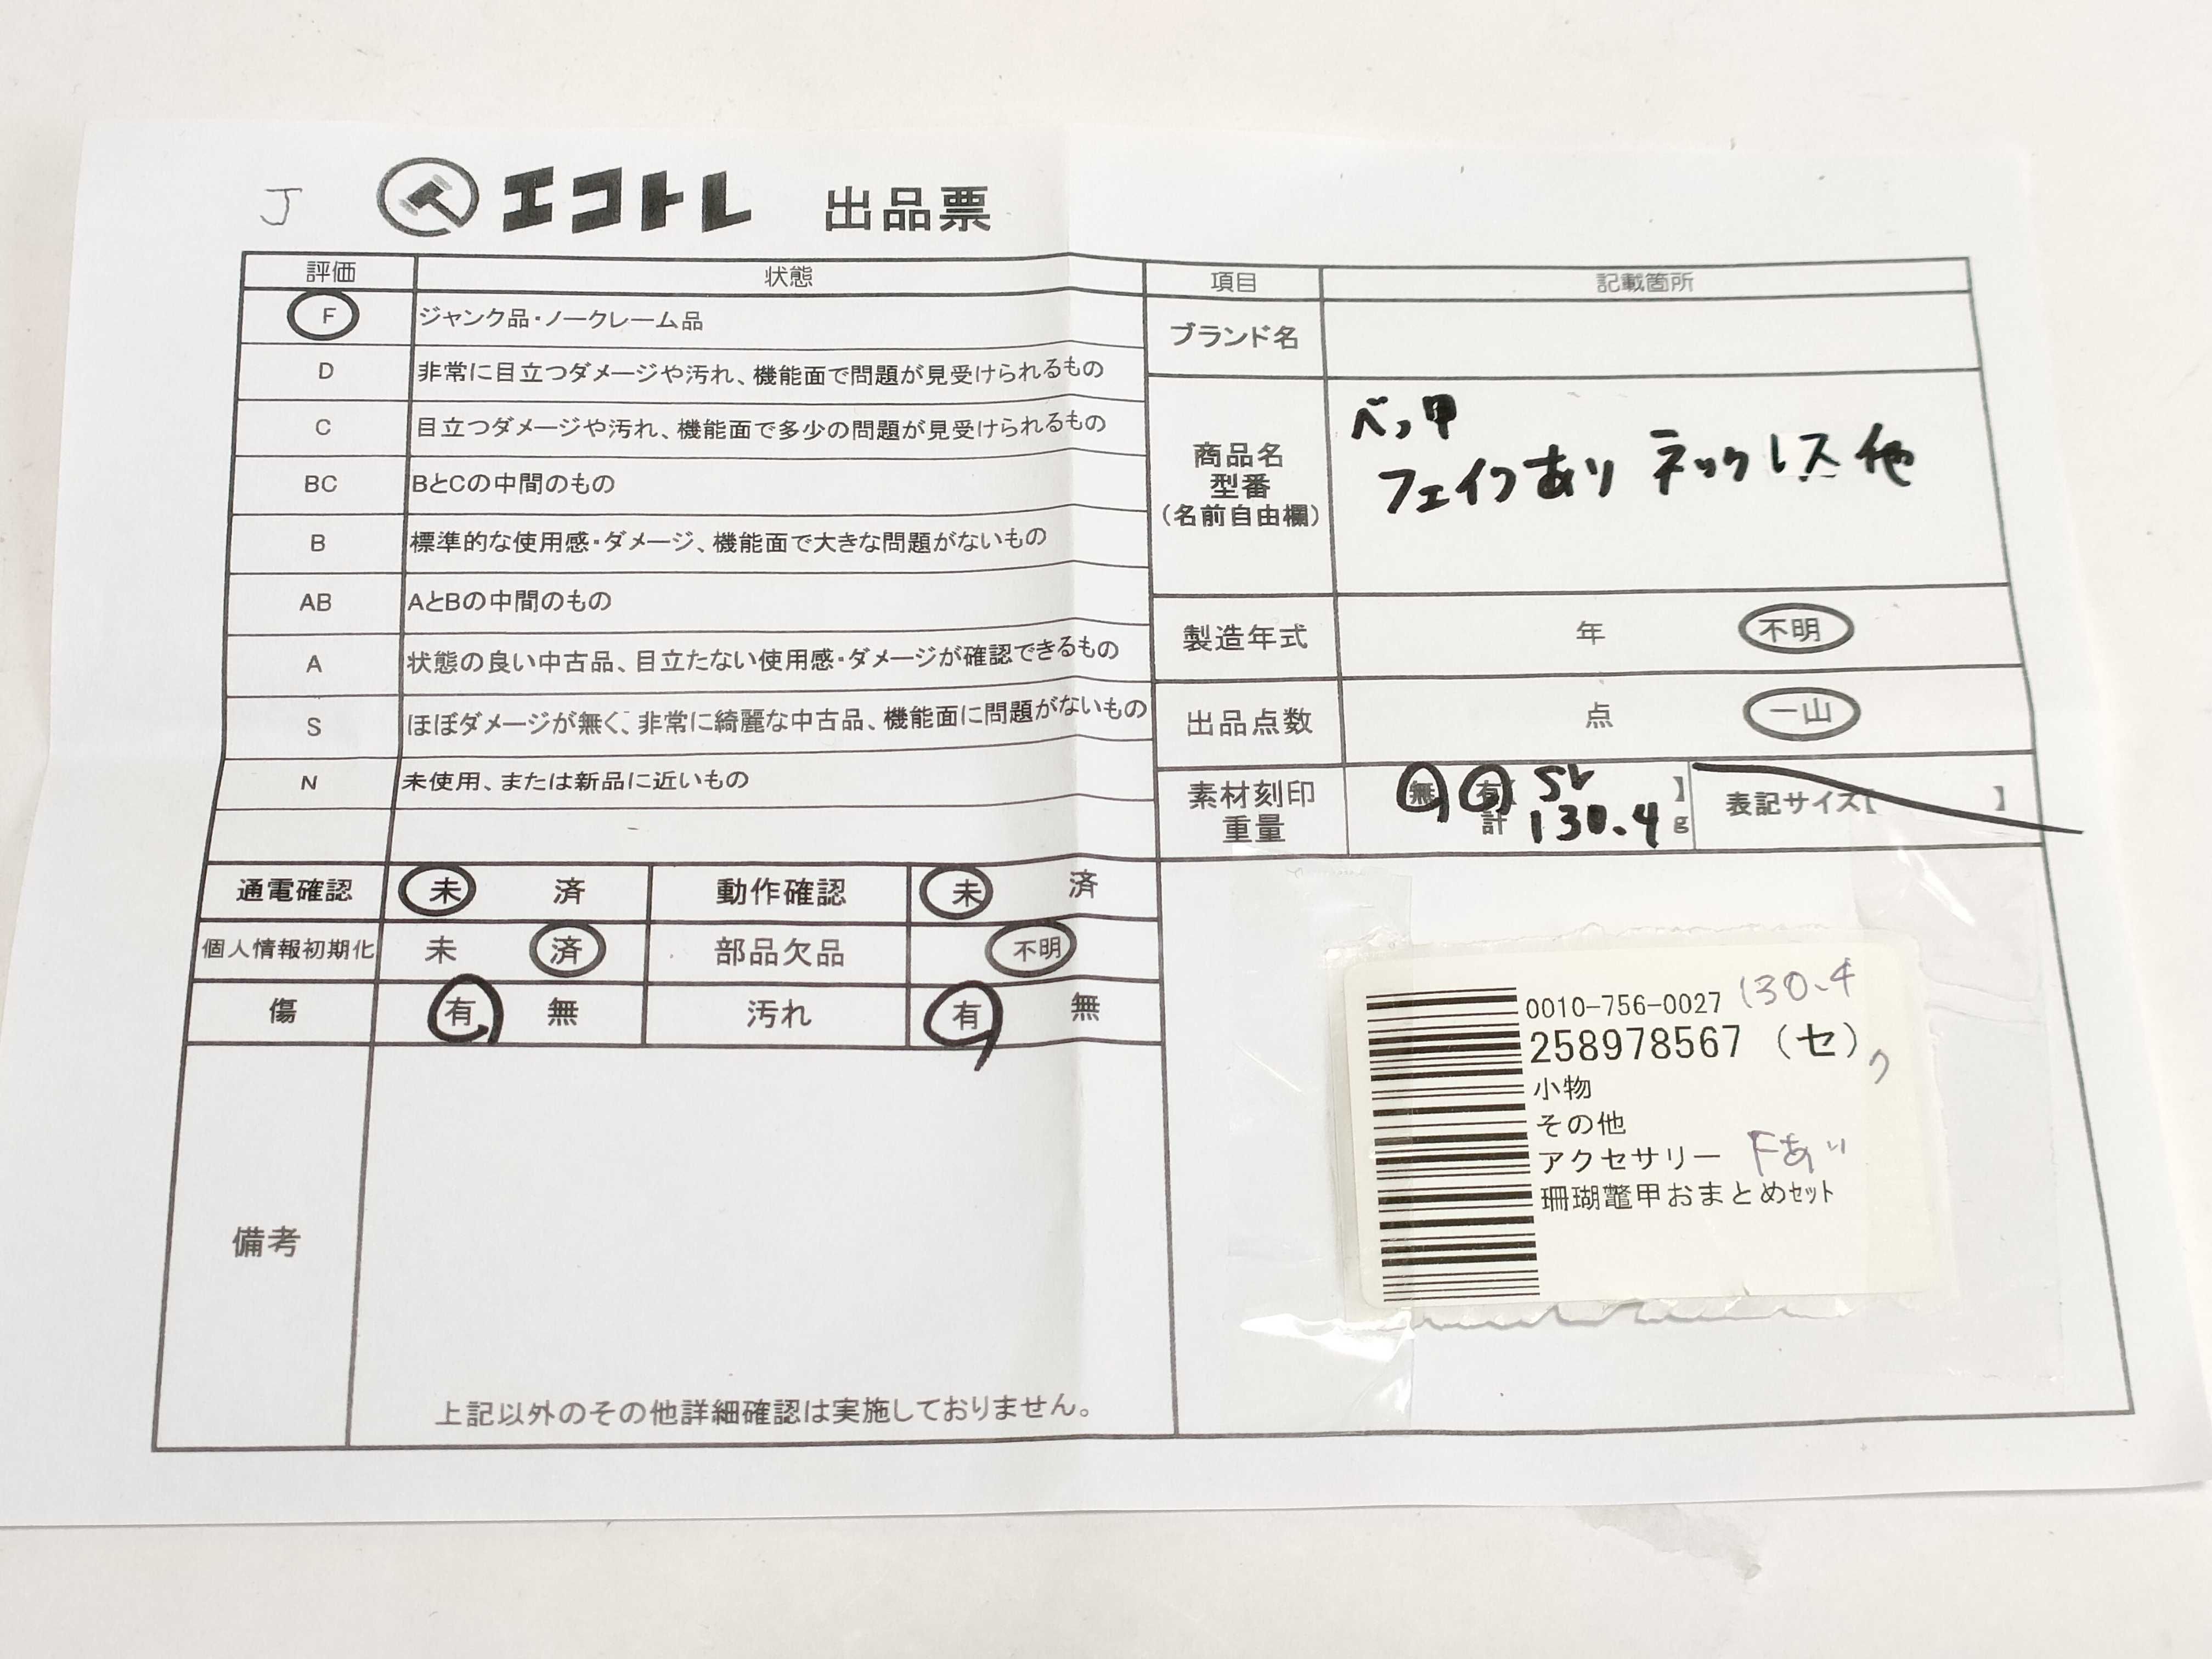 J
エコトレ 出品票
評価 状態
F ジャンク品・ノークレーム品
D 非常に目立つダメージや汚れ、機能面で問題が見受けられるもの
C 目立つダメージや汚れ、機能面で多少の問題が見受けられるもの
BC BとCの中間のもの
B 標準的な使用感・ダメージ、機能面で大きな問題がないもの
AB AとBの中間のもの
A 状態の良い中古品、目立たない使用感・ダメージが確認できるもの
S ほぼダメージが無く、非常に綺麗な中古品、機能面に問題がないもの
N 未使用、または新品に近いもの
通電確認 未 済 動作確認 未 済
個人情報初期化 未 済 部品欠品 不明
傷 有 無 汚れ 有 無
備考
上記以外のその他詳細確認は実施しておりません。
項目 記載箇所
ブランド名
商品名
型番
(名前自由欄)
ベッ甲
フェイクあり ネックレス他
製造年式 年 不明
出品点数 点 一山
素材刻印
重量
無 有【 SV 】
計 130.4 g
表記サイズ【 】
0010-756-0027 130.4
258978567 (セ) ク
小物
その他
アクセサリー Fあり
珊瑚鼈甲おまとめｾｯﾄ